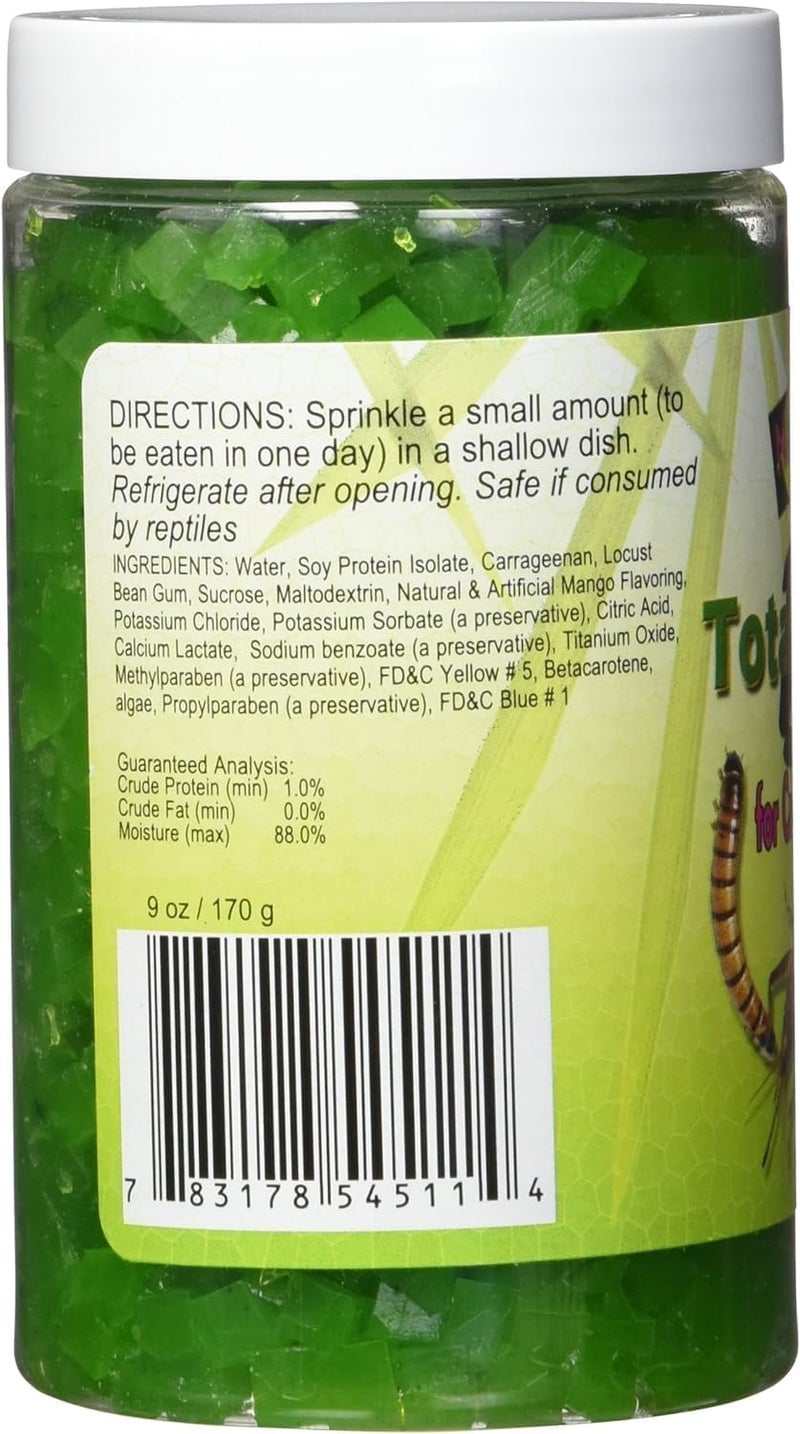 DIRECTIONS: Sprinkle a small amount (to
be eaten in one day) in a shallow dish.
Refrigerate after opening. Safe if consumed
by reptiles
INGREDIENTS: Water, Soy Protein Isolate, Carrageenan, Locust
Bean Gum, Sucrose, Maltodextrin, Natural & Artificial Mango Flavoring,
Potassium Chloride, Potassium Sorbate (a preservative), Citric Acid,
Calcium Lactate, Sodium benzoate (a preservative), Titanium Oxide,
Methylparaben (a preservative), FD&C Yellow # 5, Betacarotene,
algae, Propylparaben (a preservative), FD&C Blue # 1
Guaranteed Analysis:
Crude Protein (min) 1.0%
Crude Fat (min) 0.0%
Moisture (max) 88.0%
9 oz / 170 g
7 83178 54511 4
for